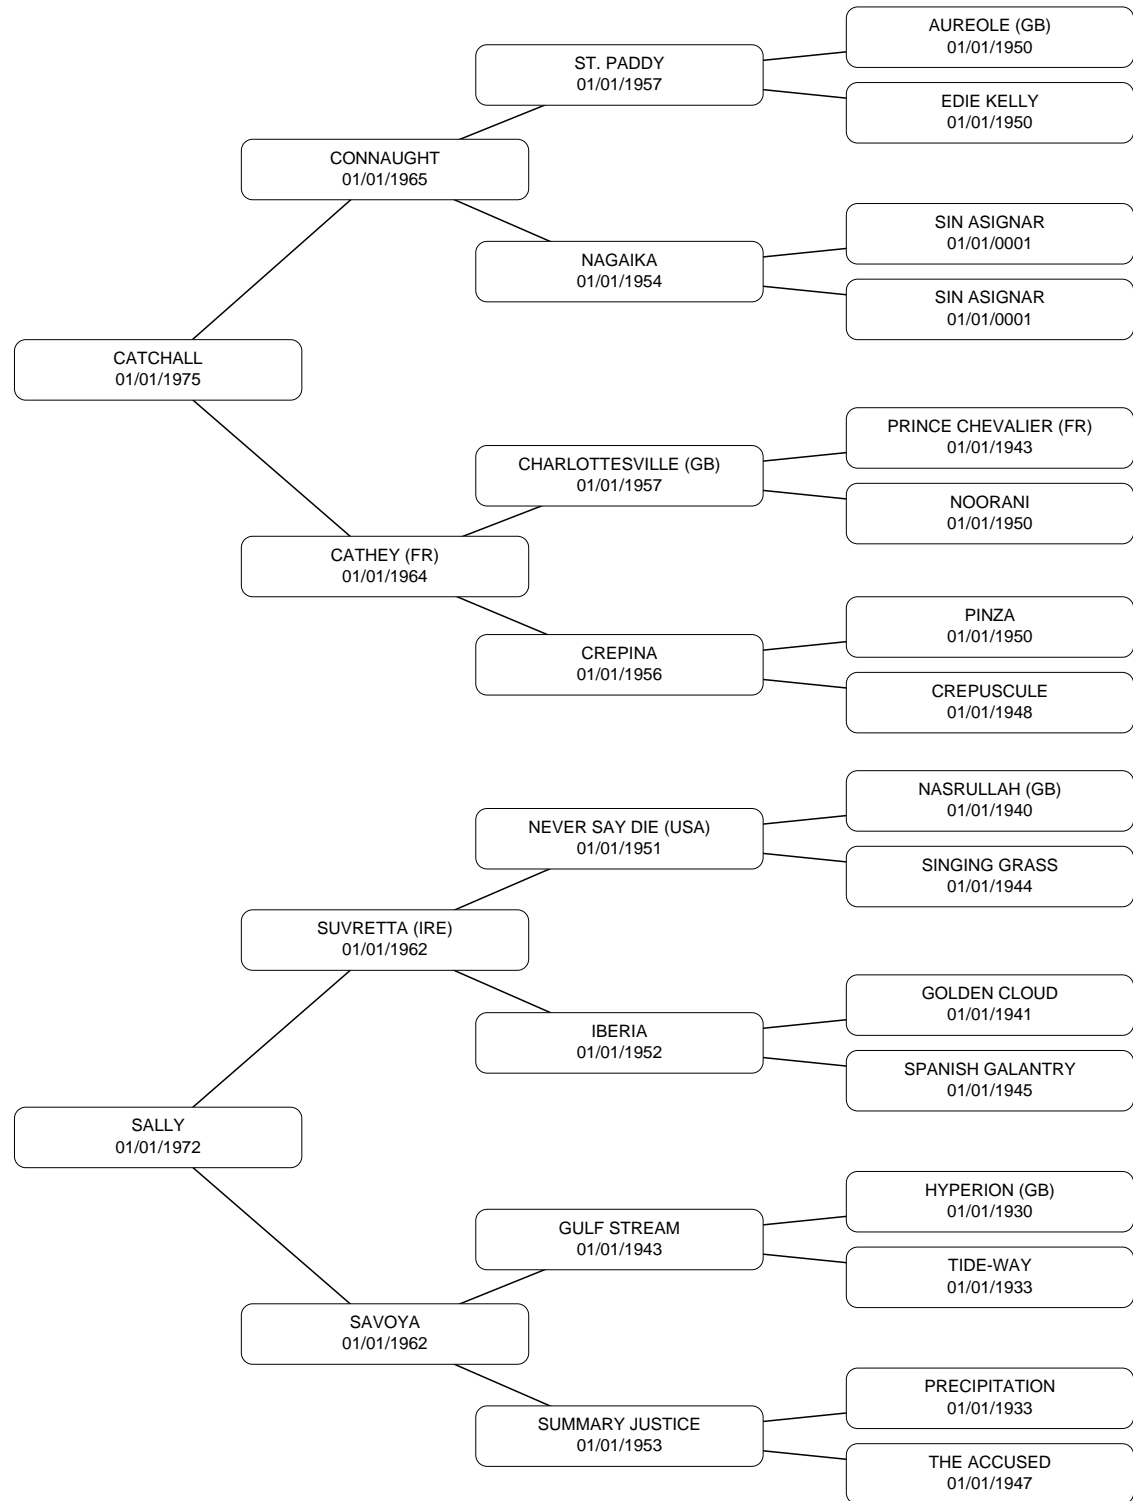 AUREOLE (GB)
01/01/1950
ST. PADDY
01/01/1957
EDIE KELLY
01/01/1950
CONNAUGHT
01/01/1965
SIN ASIGNAR
01/01/0001
NAGAIKA
01/01/1954
SIN ASIGNAR
01/01/0001
CATCHALL
01/01/1975
PRINCE CHEVALIER (FR)
01/01/1943
CHARLOTTESVILLE (GB)
01/01/1957
NOORANI
01/01/1950
CATHEY (FR)
01/01/1964
PINZA
01/01/1950
CREPINA
01/01/1956
CREPUSCULE
01/01/1948
NASRULLAH (GB)
01/01/1940
NEVER SAY DIE (USA)
01/01/1951
SINGING GRASS
01/01/1944
SUVRETTA (IRE)
01/01/1962
GOLDEN CLOUD
01/01/1941
IBERIA
01/01/1952
SPANISH GALANTRY
01/01/1945
SALLY
01/01/1972
HYPERION (GB)
01/01/1930
GULF STREAM
01/01/1943
TIDE-WAY
01/01/1933
SAVOYA
01/01/1962
PRECIPITATION
01/01/1933
SUMMARY JUSTICE
01/01/1953
THE ACCUSED
01/01/1947